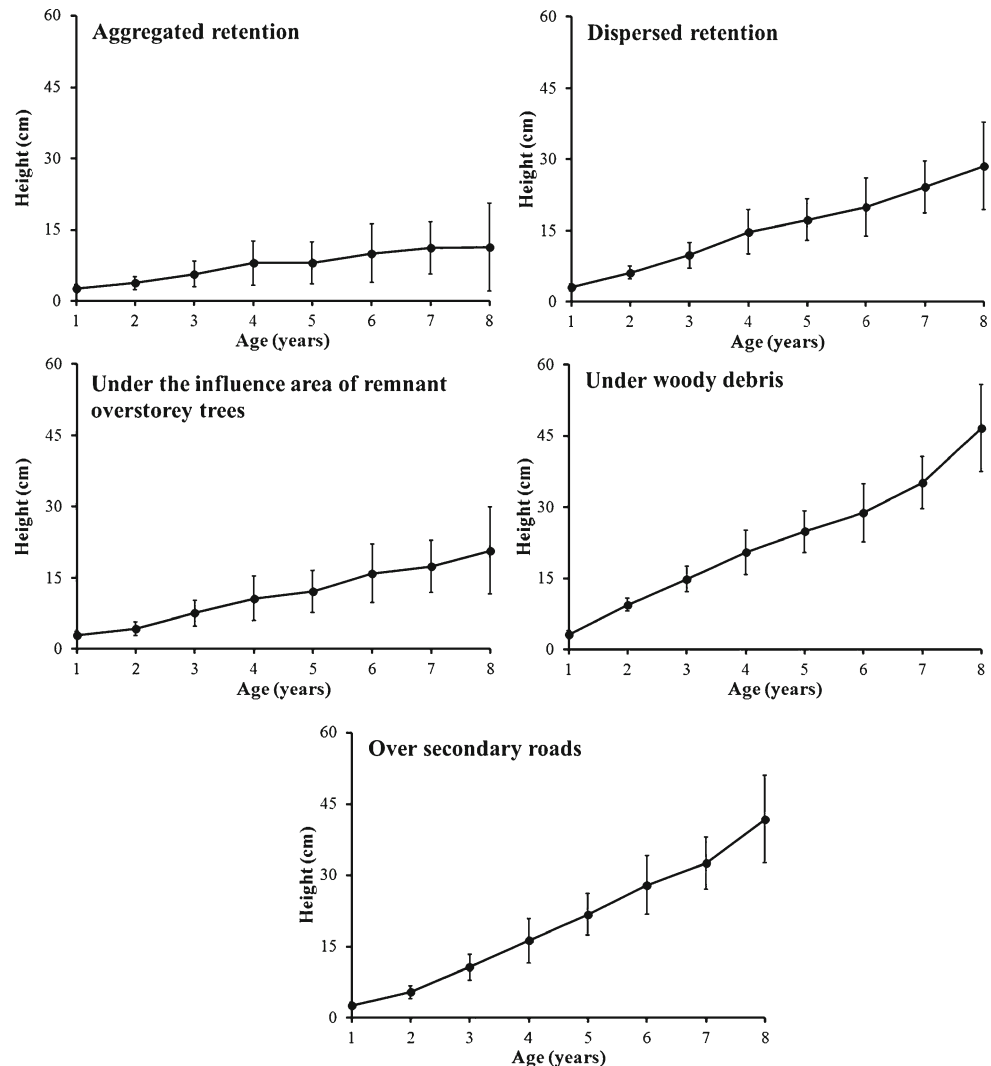 Aggregated retention
60
45
30
15
0
Height (cm)
1 2 3 4 5 6 7 8
Age (years)
Dispersed retention
60
45
30
15
0
Height (cm)
1 2 3 4 5 6 7 8
Age (years)
Under the influence area of remnant
overstorey trees
60
45
30
15
0
Height (cm)
1 2 3 4 5 6 7 8
Age (years)
Under woody debris
60
45
30
15
0
Height (cm)
1 2 3 4 5 6 7 8
Age (years)
Over secondary roads
60
45
30
15
0
Height (cm)
1 2 3 4 5 6 7 8
Age (years)